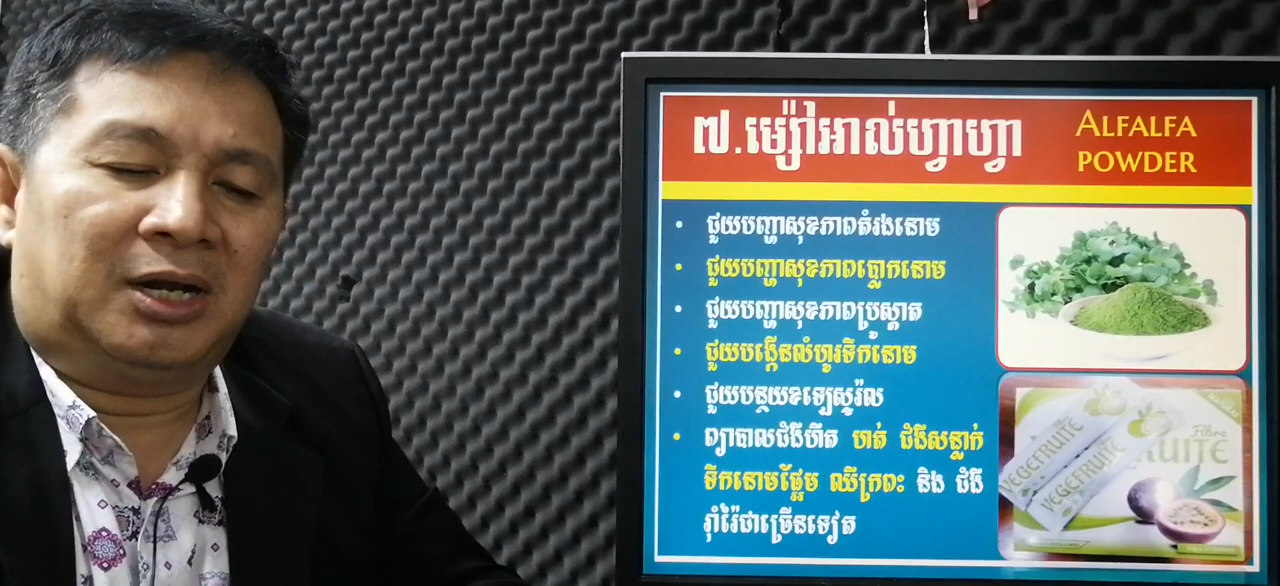 ៧.ម្ស៉ៅអាល់ហ្វាហ្វា
ALFALFA
POWDER
• ជួយបញ្ហាសុខភាពតំរងនោម
• ជួយបញ្ហាសុខភាពប្លោកនោម
• ជួយបញ្ហាសុខភាពប្រូស្តាត
• ជួយបង្កើនលំហូរទឹកនោម
• ជួយបន្ថយខទ្បេស្ទូរ៉ល
• ព្យាបាលជំងឺហឺត ហត់ ជំងឺសន្លាក់
ទឹកនោមផ្អែម ឈឺក្រពះ និង ជំងឺ
រ៉ាំរ៉ៃជាច្រើនទៀត
NATURAL
Fibre
FRUITE
VEGEFRUITE
VEGEFRUITE